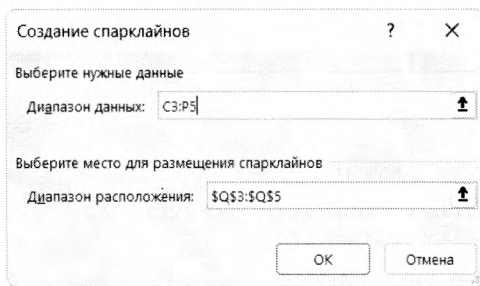 Создание спарклайнов ? ×
Выберите нужные данные
Диапазон данных: C3:P5
Выберите место для размещения спарклайнов
Диапазон расположения: $Q$3:$Q$5
ОК Отмена